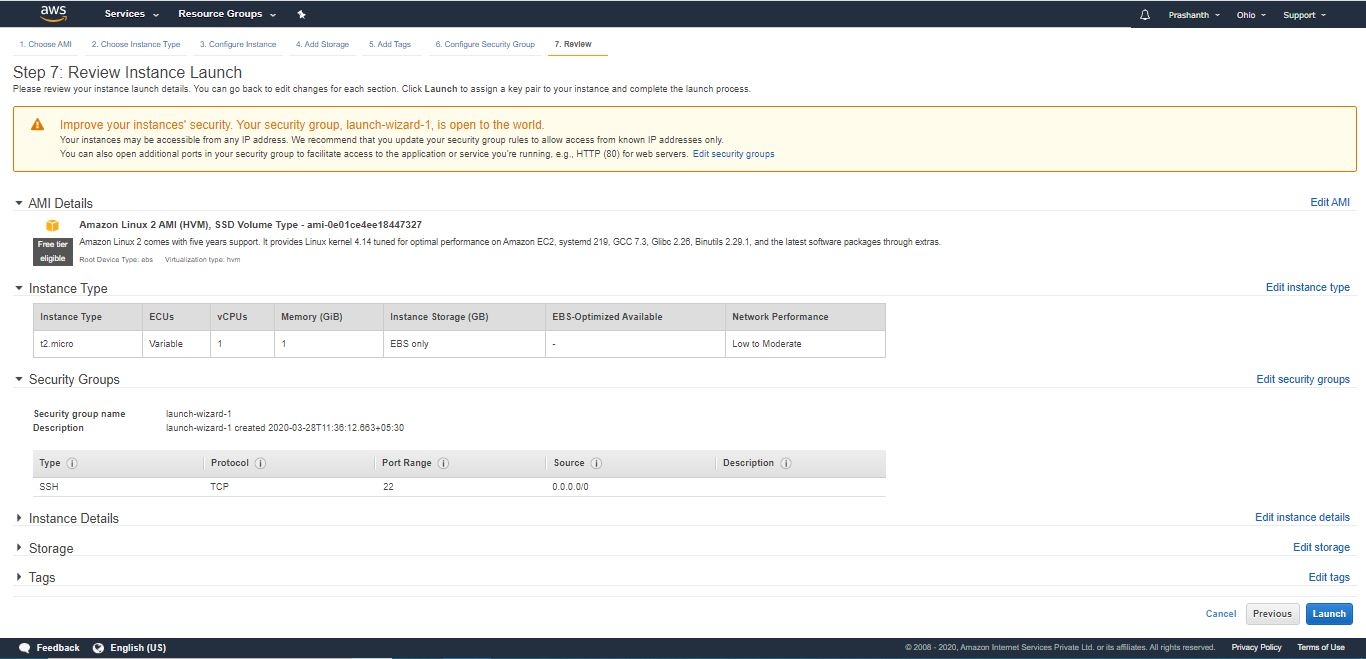 aws Services Resource Groups Prashanth Ohio Support
1. Choose AMI 2. Choose Instance Type 3. Configure Instance 4. Add Storage 5. Add Tags 6. Configure Security Group 7. Review
Step 7: Review Instance Launch
Please review your instance launch details. You can go back to edit changes for each section. Click Launch to assign a key pair to your instance and complete the launch process.
Improve your instances' security. Your security group, launch-wizard-1, is open to the world.
Your instances may be accessible from any IP address. We recommend that you update your security group rules to allow access from known IP addresses only.
You can also open additional ports in your security group to facilitate access to the application or service you're running, e.g., HTTP (80) for web servers. Edit security groups
AMI Details Edit AMI
Amazon Linux 2 AMI (HVM), SSD Volume Type - ami-0e01ce4ee18447327
Free tier eligible
Amazon Linux 2 comes with five years support. It provides Linux kernel 4.14 tuned for optimal performance on Amazon EC2, systemd 219, GCC 7.3, Glibc 2.26, Binutils 2.29.1, and the latest software packages through extras.
Root Device Type: ebs Virtualization type: hvm
Instance Type Edit instance type
Instance Type ECUs vCPUs Memory (GiB) Instance Storage (GB) EBS-Optimized Available Network Performance
t2.micro Variable 1 1 EBS only - Low to Moderate
Security Groups Edit security groups
Security group name launch-wizard-1
Description launch-wizard-1 created 2020-03-28T11:36:12.663+05:30
Type Protocol Port Range Source Description
SSH TCP 22 0.0.0.0/0
Instance Details Edit instance details
Storage Edit storage
Tags Edit tags
Cancel Previous Launch
Feedback English (US) © 2008 - 2020, Amazon Internet Services Private Ltd. or its affiliates. All rights reserved. Privacy Policy Terms of Use